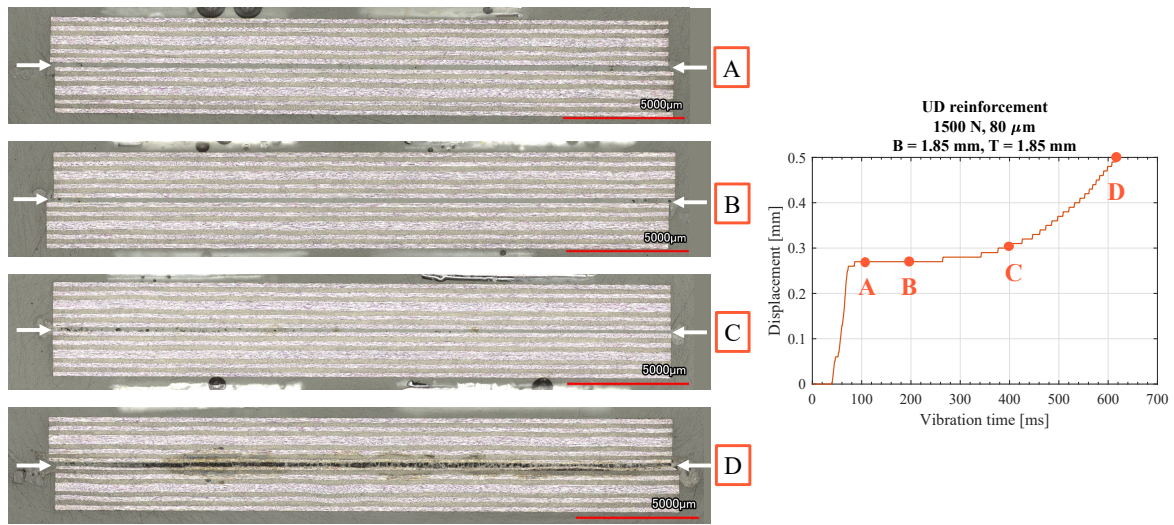 5000μm
A
5000μm
B
5000μm
C
5000μm
D
UD reinforcement
1500 N, 80 μm
B = 1.85 mm, T = 1.85 mm
Displacement [mm]
0.5
0.4
0.3
0.2
0.1
0
A
B
C
D
0 100 200 300 400 500 600 700
Vibration time [ms]